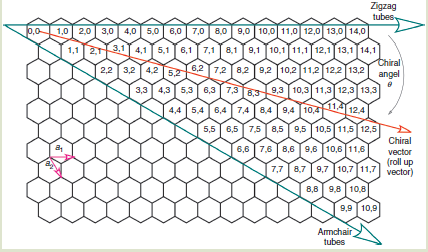 Zigzag
tubes
0,0 1,0 2,0 3,0 4,0 5,0 6,0 7,0 8,0 9,0 10,0 11,0 12,0 13,0 14,0
1,1 2,1 3,1 4,1 5,1 6,1 7,1 8,1 9,1 10,1 11,1 12,1 13,1 14,1
Chiral
angel
θ
2,2 3,2 4,2 5,2 6,2 7,2 8,2 9,2 10,2 11,2 12,2 13,2
3,3 4,3 5,3 6,3 7,3 8,3 9,3 10,3 11,3 12,3 13,3
4,4 5,4 6,4 7,4 8,4 9,4 10,4 11,4 12,4
5,5 6,5 7,5 8,5 9,5 10,5 11,5 12,5
Chiral
vector
(roll up
vector)
a1
a2
6,6 7,6 8,6 9,6 10,6 11,6
7,7 8,7 9,7 10,7 11,7
8,8 9,8 10,8
9,9 10,9
Armchair
tubes